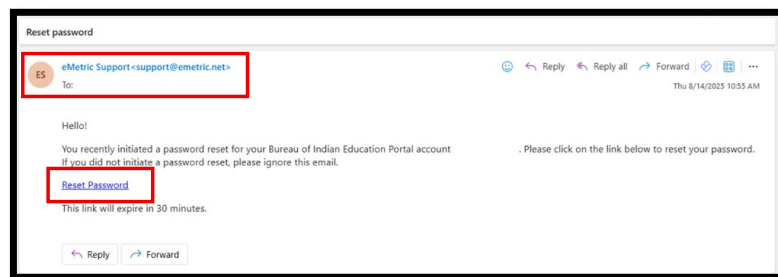 Reset password
ES
eMetric Support<support@emetric.net>
Reply
Reply all
Forward
To:
Thu 8/14/2025 10:55 AM
Hello!
You recently initiated a password reset for your Bureau of Indian Education Portal account . Please click on the link below to reset your password.
If you did not initiate a password reset, please ignore this email.
Reset Password
This link will expire in 30 minutes.
Reply
Forward